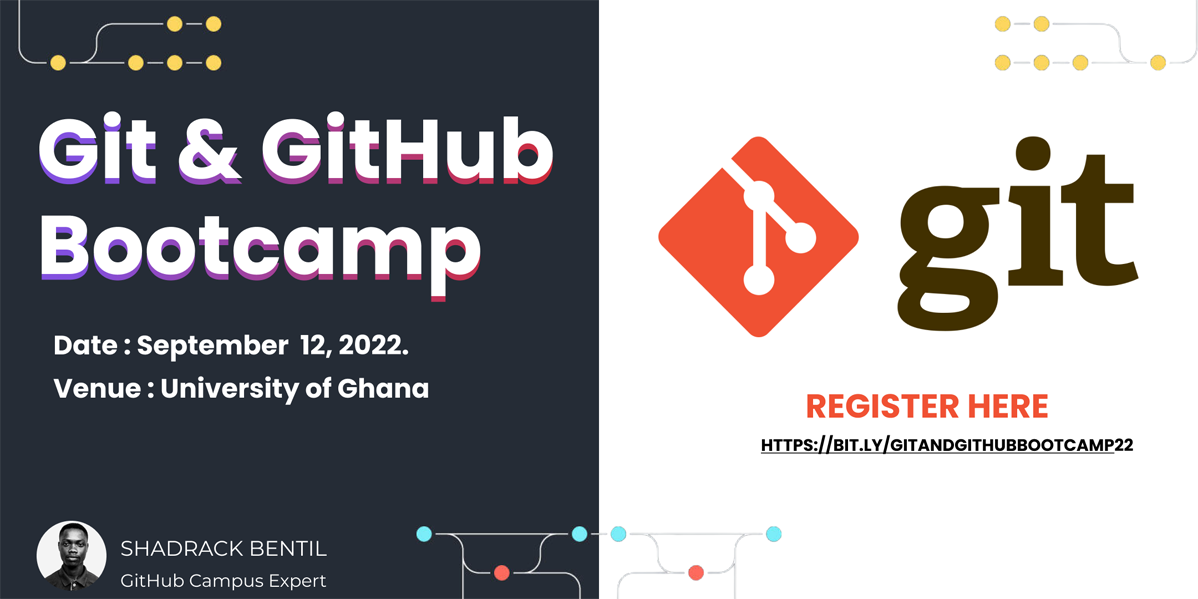 Git & GitHub
Bootcamp
Date : September 12, 2022.
Venue : University of Ghana
SHADRACK BENTIL
GitHub Campus Expert
git
REGISTER HERE
HTTPS://BIT.LY/GITANDGITHUBBOOTCAMP22